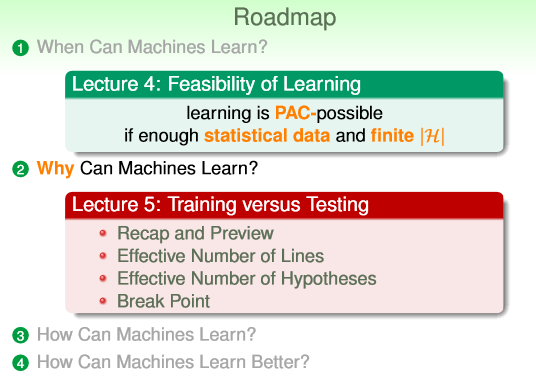 Roadmap
1 When Can Machines Learn?
Lecture 4: Feasibility of Learning
learning is PAC-possible
if enough statistical data and finite |ℋ|
2 Why Can Machines Learn?
Lecture 5: Training versus Testing
Recap and Preview
Effective Number of Lines
Effective Number of Hypotheses
Break Point
3 How Can Machines Learn?
4 How Can Machines Learn Better?